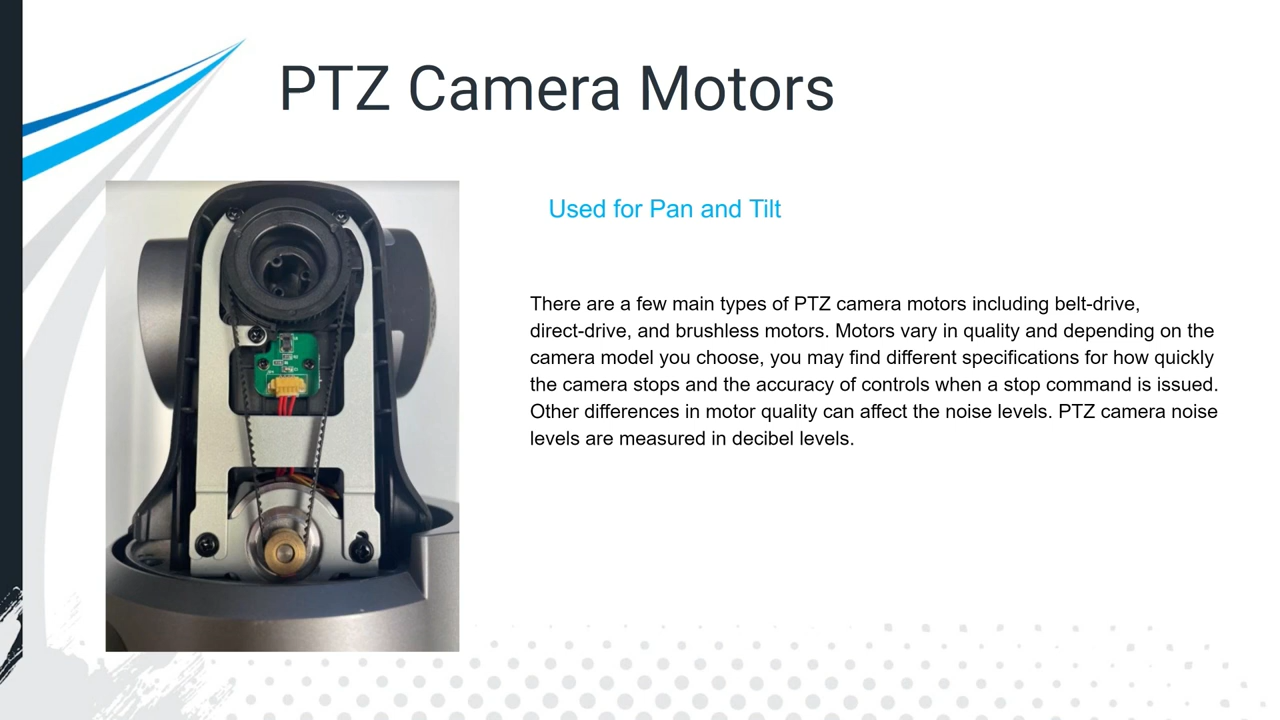 PTZ Camera Motors
Used for Pan and Tilt
There are a few main types of PTZ camera motors including belt-drive,
direct-drive, and brushless motors. Motors vary in quality and depending on the
camera model you choose, you may find different specifications for how quickly
the camera stops and the accuracy of controls when a stop command is issued.
Other differences in motor quality can affect the noise levels. PTZ camera noise
levels are measured in decibel levels.